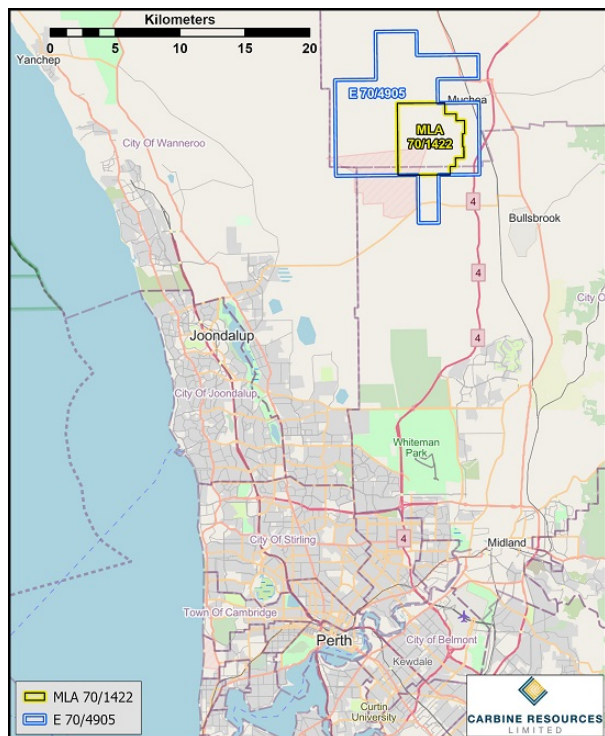 Kilometers
0 5 10 15 20
Yanchep
E 70/4905
Muchea
MLA
70/1422
City Of Wanneroo
4
Bullsbrook
4
City O
4
Joondalup
City Of Joondalup
Whiteman
Park
City Of Stirling
4
Midland
Town Of Cambridge
Perth
City of Belmont
Kewdale
Curtin
University
MLA 70/1422
E 70/4905
CARBINE RESOURCES
LIMITED